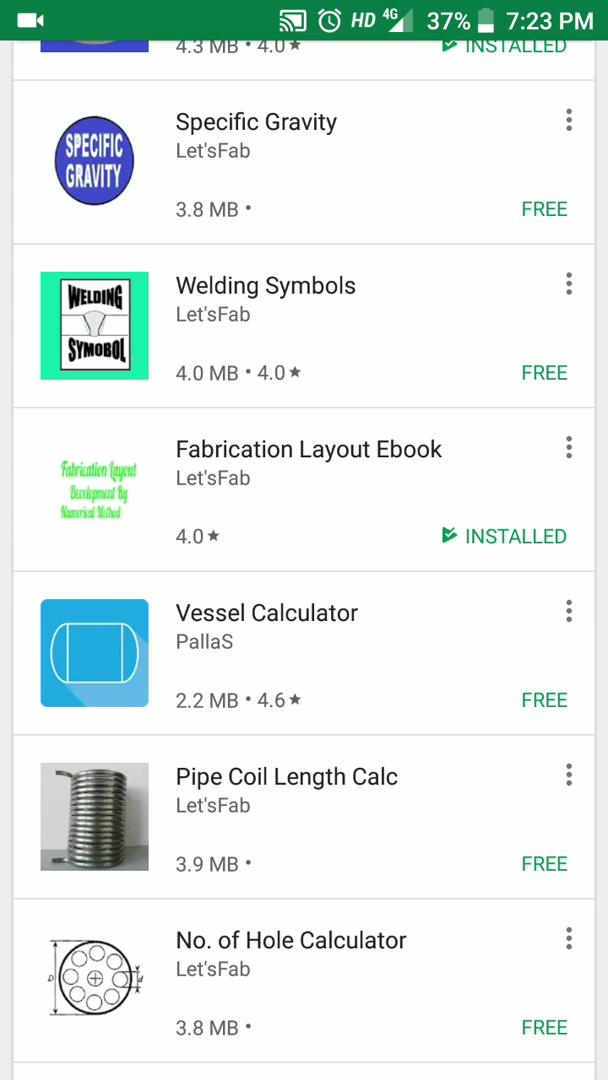 HD 4G 37% 7:23 PM
4.3 MB • 4.0★ INSTALLED
SPECIFIC
GRAVITY
Specific Gravity
Let'sFab
3.8 MB • FREE
WELDING
SYMOBOL
Welding Symbols
Let'sFab
4.0 MB • 4.0★ FREE
Fabrication Layout
Development By
Numerical Method
Fabrication Layout Ebook
Let'sFab
4.0★ INSTALLED
Vessel Calculator
PallaS
2.2 MB • 4.6★ FREE
Pipe Coil Length Calc
Let'sFab
3.9 MB • FREE
D d
No. of Hole Calculator
Let'sFab
3.8 MB • FREE